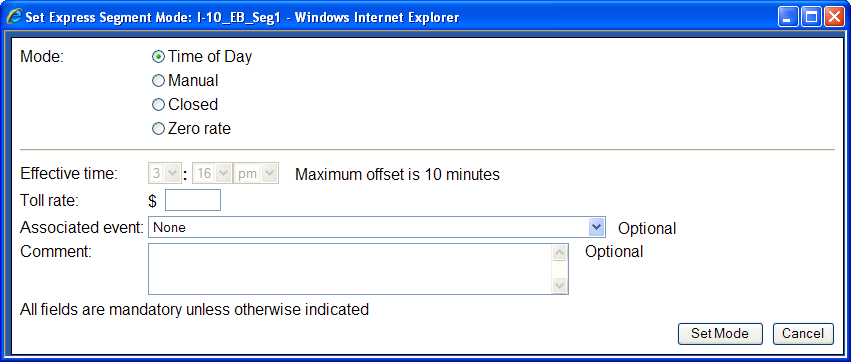 Set Express Segment Mode: I-10_EB_Seg1 - Windows Internet Explorer
Mode: Time of Day
Manual
Closed
Zero rate
Effective time: 3 : 16 pm Maximum offset is 10 minutes
Toll rate: $
Associated event: None Optional
Comment: Optional
All fields are mandatory unless otherwise indicated
Set Mode Cancel